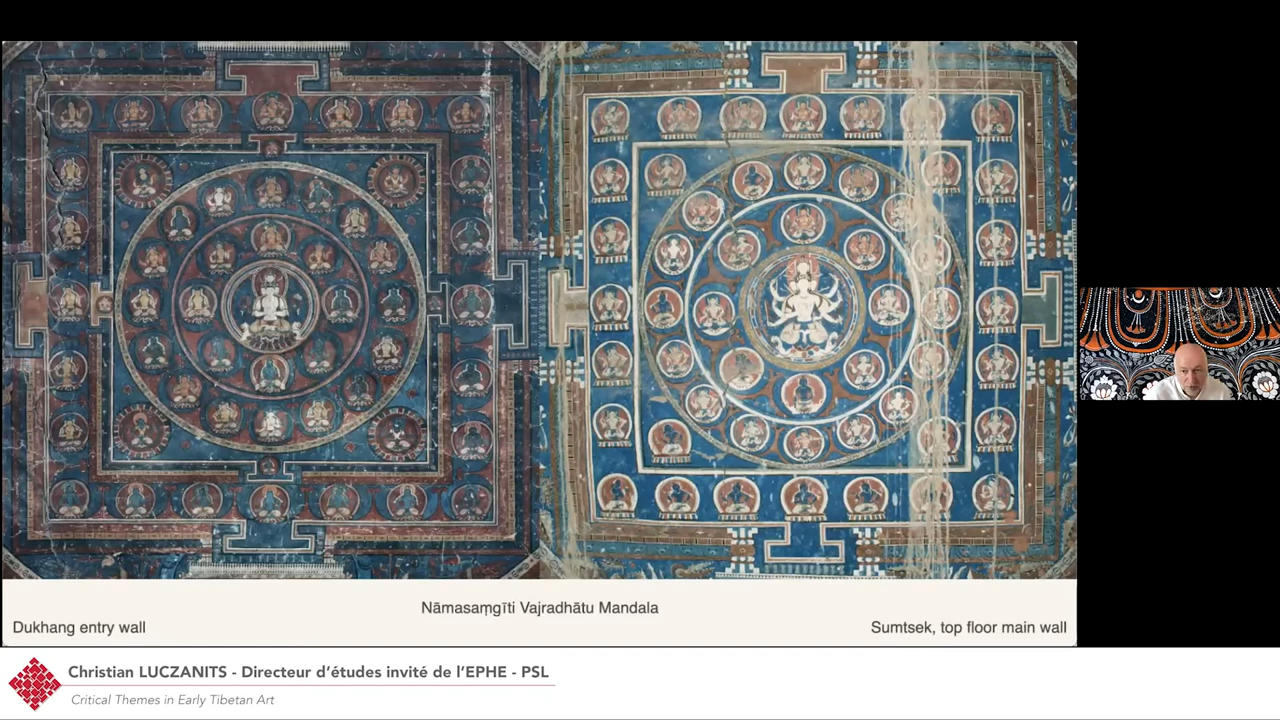 Nāmasaṃgīti Vajradhātu Mandala
Dukhang entry wall
Sumtsek, top floor main wall
Christian LUCZANITS - Directeur d'études invité de l'EPHE - PSL
Critical Themes in Early Tibetan Art